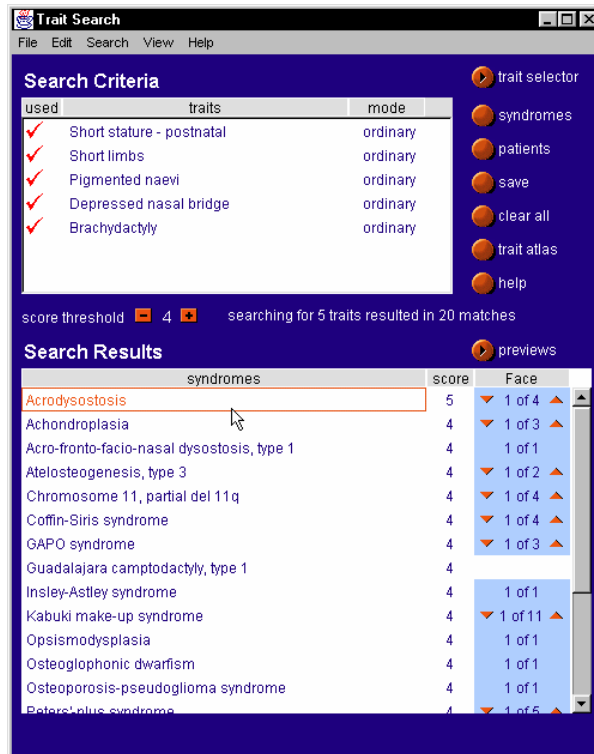 Trait Search
File Edit Search View Help
Search Criteria
trait selector
used traits mode
syndromes
Short stature - postnatal ordinary
Short limbs ordinary
patients
Pigmented naevi ordinary
save
Depressed nasal bridge ordinary
clear all
Brachydactyly ordinary
trait atlas
help
score threshold 4 searching for 5 traits resulted in 20 matches
Search Results
previews
syndromes score Face
Acrodysostosis 5 1 of 4
Achondroplasia 4 1 of 3
Acro-fronto-facio-nasal dysostosis, type 1 4 1 of 1
Atelosteogenesis, type 3 4 1 of 2
Chromosome 11, partial del 11q 4 1 of 4
Coffin-Siris syndrome 4 1 of 4
GAPO syndrome 4 1 of 3
Guadalajara camptodactyly, type 1 4
Insley-Astley syndrome 4 1 of 1
Kabuki make-up syndrome 4 1 of 11
Opsismodysplasia 4 1 of 1
Osteoglophonic dwarfism 4 1 of 1
Osteoporosis-pseudoglioma syndrome 4 1 of 1
Peters'-plus syndrome 4 1 of 5